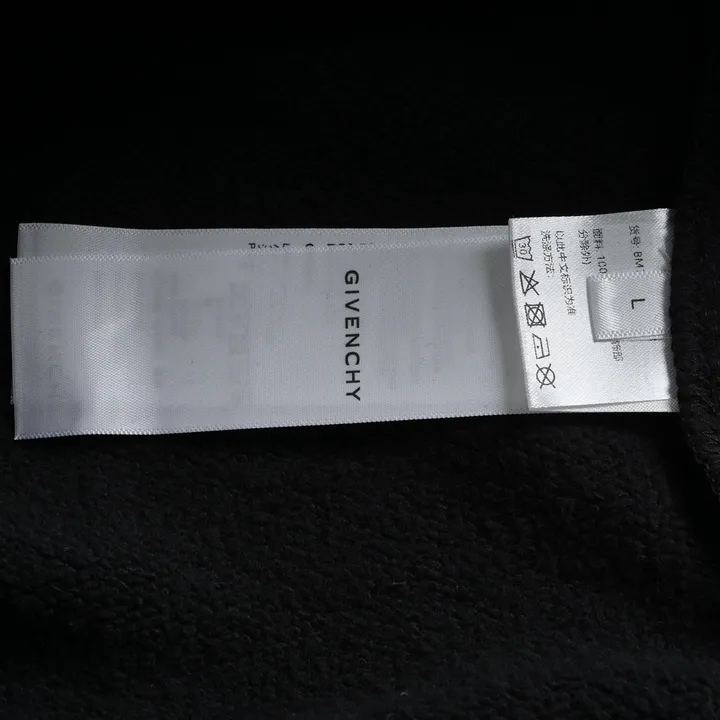 GIVENCHY
货号: BM
面料: 100
分除外)
以此中文标识为准
洗涤方法:
30
L